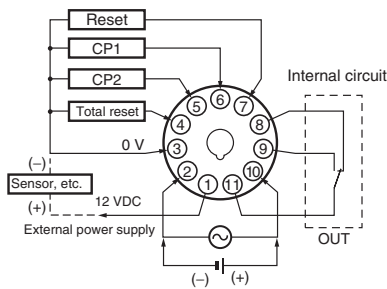 Reset
CP1
CP2
Total reset
0 V
(−)
Sensor, etc.
(+)
12 VDC
External power supply
1
2
3
4
5
6
7
8
9
10
11
Internal circuit
OUT
(−)
(+)